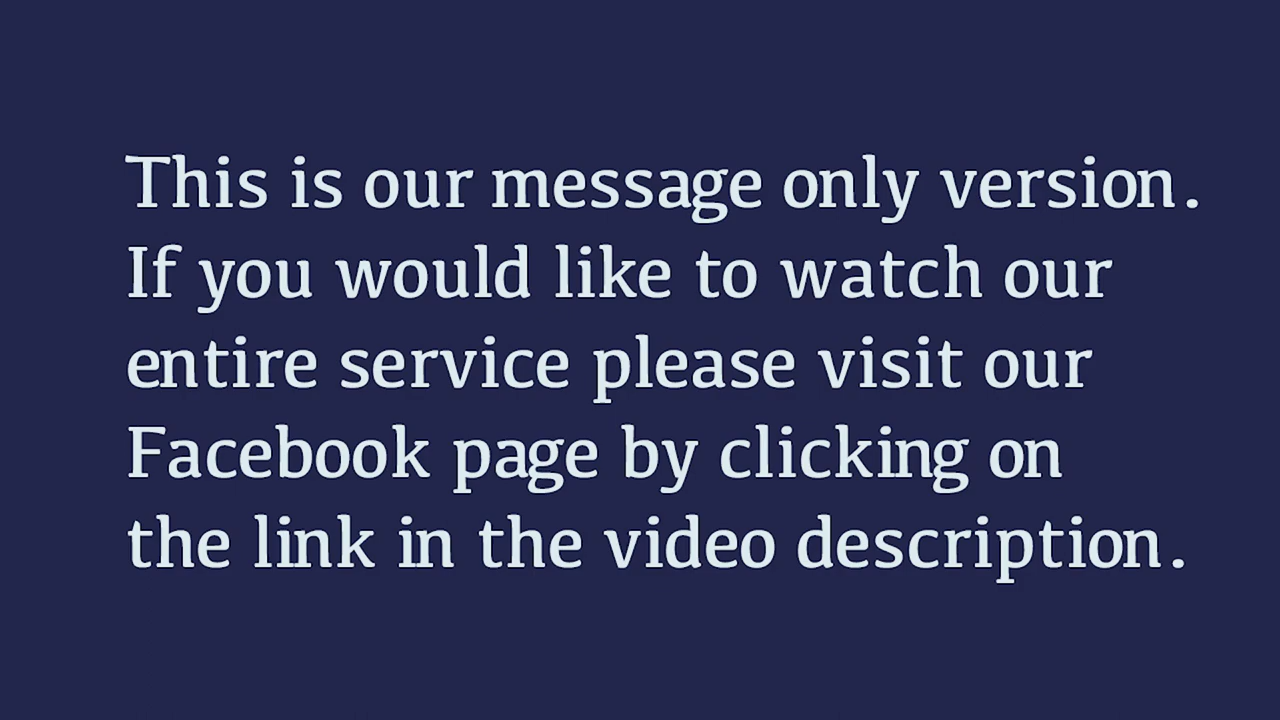 This is our message only version.
If you would like to watch our
entire service please visit our
Facebook page by clicking on
the link in the video description.